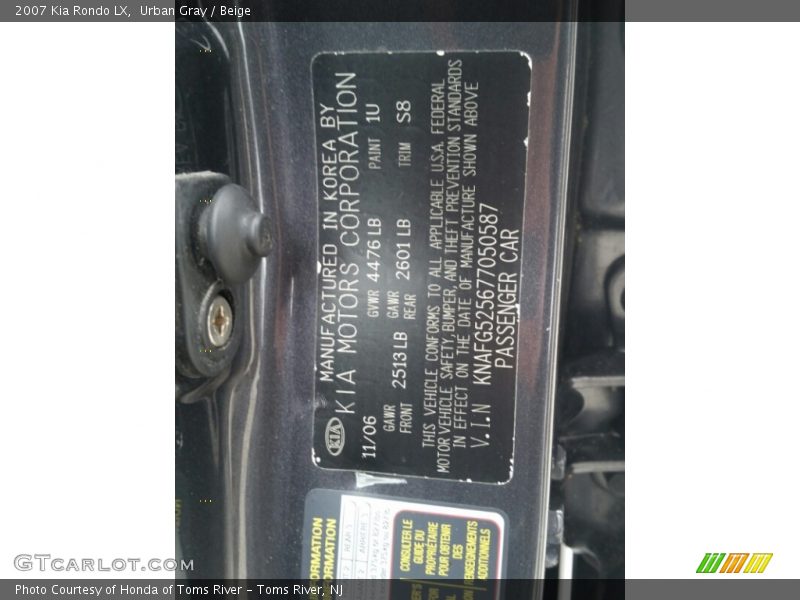 2007 Kia Rondo LX,  Urban Gray / Beige
MANUFACTURED IN KOREA BY
KIA MOTORS CORPORATION
KIA
11/06 GVWR 4476 LB PAINT 1U
GAWR FRONT 2513 LB GAWR REAR 2601 LB TRIM S8
THIS VEHICLE CONFORMS TO ALL APPLICABLE U.S.A. FEDERAL
MOTOR VEHICLE SAFETY, BUMPER, AND THEFT PREVENTION STANDARDS
IN EFFECT ON THE DATE OF MANUFACTURE SHOWN ABOVE
V.I.N KNAFG525677050587
PASSENGER CAR
CONSULTER LE
GUIDE DU
PROPRIÉTAIRE
POUR OBTENIR
DES
RENSEIGNEMENTS
ADDITIONNELS
GTCarLot.com
Photo Courtesy of Honda of Toms River – Toms River, NJ